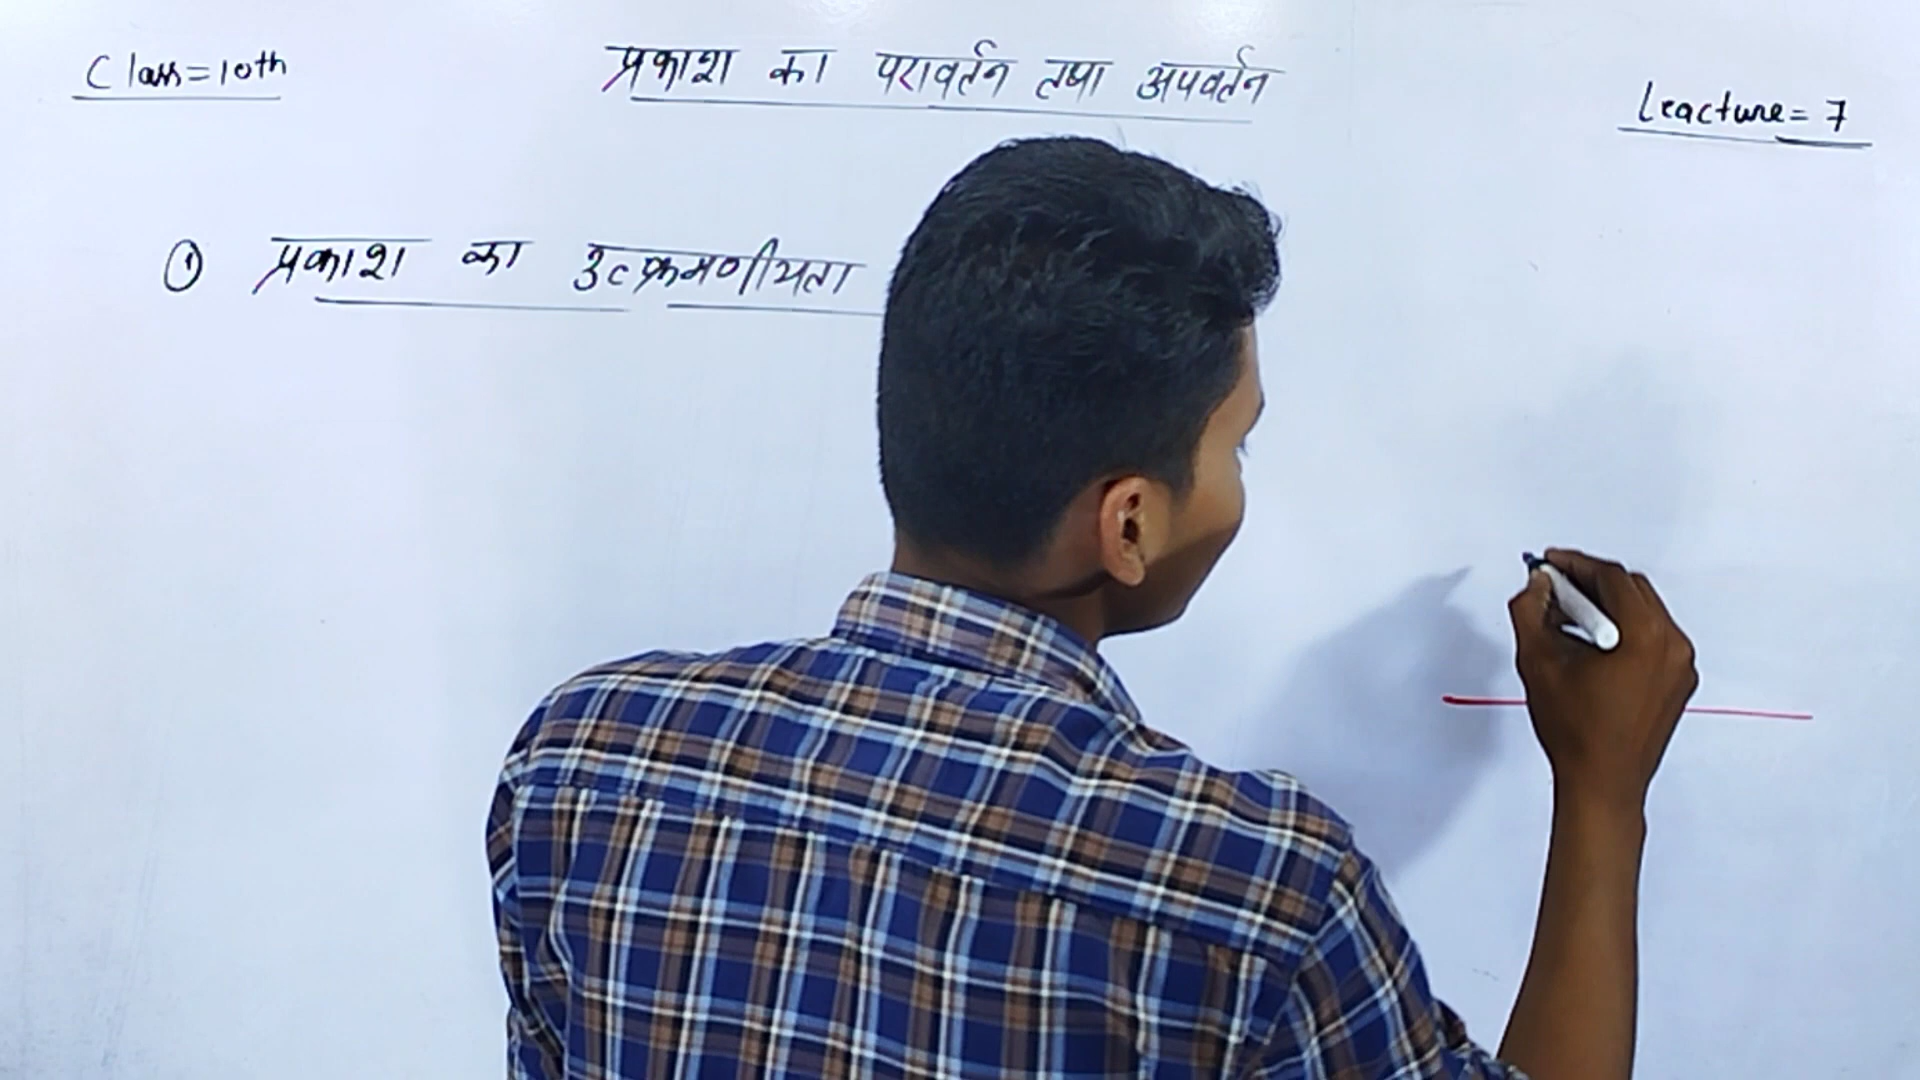 Class=10th
प्रकाश का परावर्तन तथा अपवर्तन
Leacture= 7
① प्रकाश का उत्क्रमणीयता